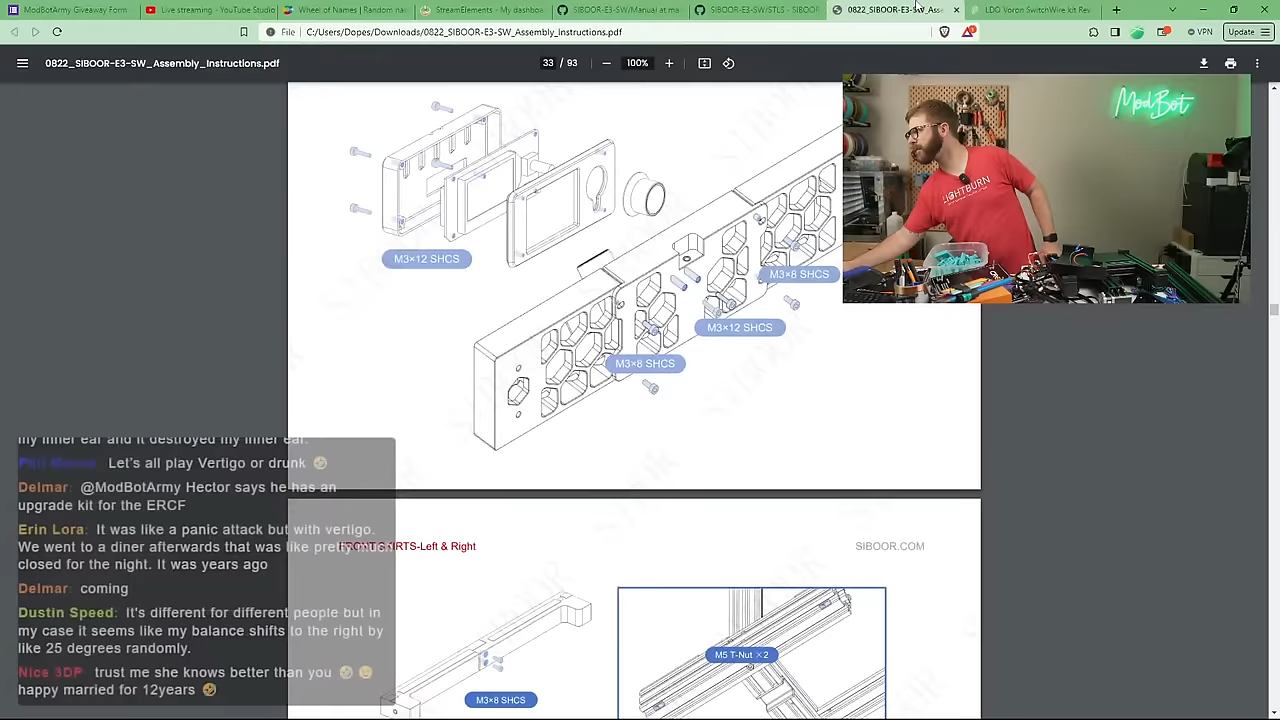 ModBotArmy Giveaway Form
Live streaming - YouTube Studio
Wheel of Names | Random na
StreamElements - My dashboa
SIBOOR-E3-SW/Manual at ma
SIBOOR-E3-SW/STLS - SIBOOR
0822_SIBOOR-E3-SW_Asse
LDO Voron SwitchWire kit Rev
File
C:/Users/Dopes/Downloads/0822_SIBOOR-E3-SW_Assembly_Instructions.pdf
VPN
Update
0822_SIBOOR-E3-SW_Assembly_Instructions.pdf
33 / 93
100%
ModBot
LIGHTBURN
M3×12 SHCS
M3×8 SHCS
M3×12 SHCS
M3×8 SHCS
my inner ear and it destroyed my inner ear.
Let's all play Vertigo or drunk 🤣
Delmar: @ModBotArmy Hector says he has an
upgrade kit for the ERCF
Erin Lora: It was like a panic attack but with vertigo.
We went to a diner afterwards that was like pretty much
closed for the night. It was years ago
Delmar: coming
Dustin Speed: It's different for different people but in
my case it seems like my balance shifts to the right by
like 25 degrees randomly.
Nice 3DP trust me she knows better than you
happy married for 12years 🤣
FRONT SKIRTS-Left & Right
SIBOOR.COM
M5 T-Nut ×2
M3×8 SHCS